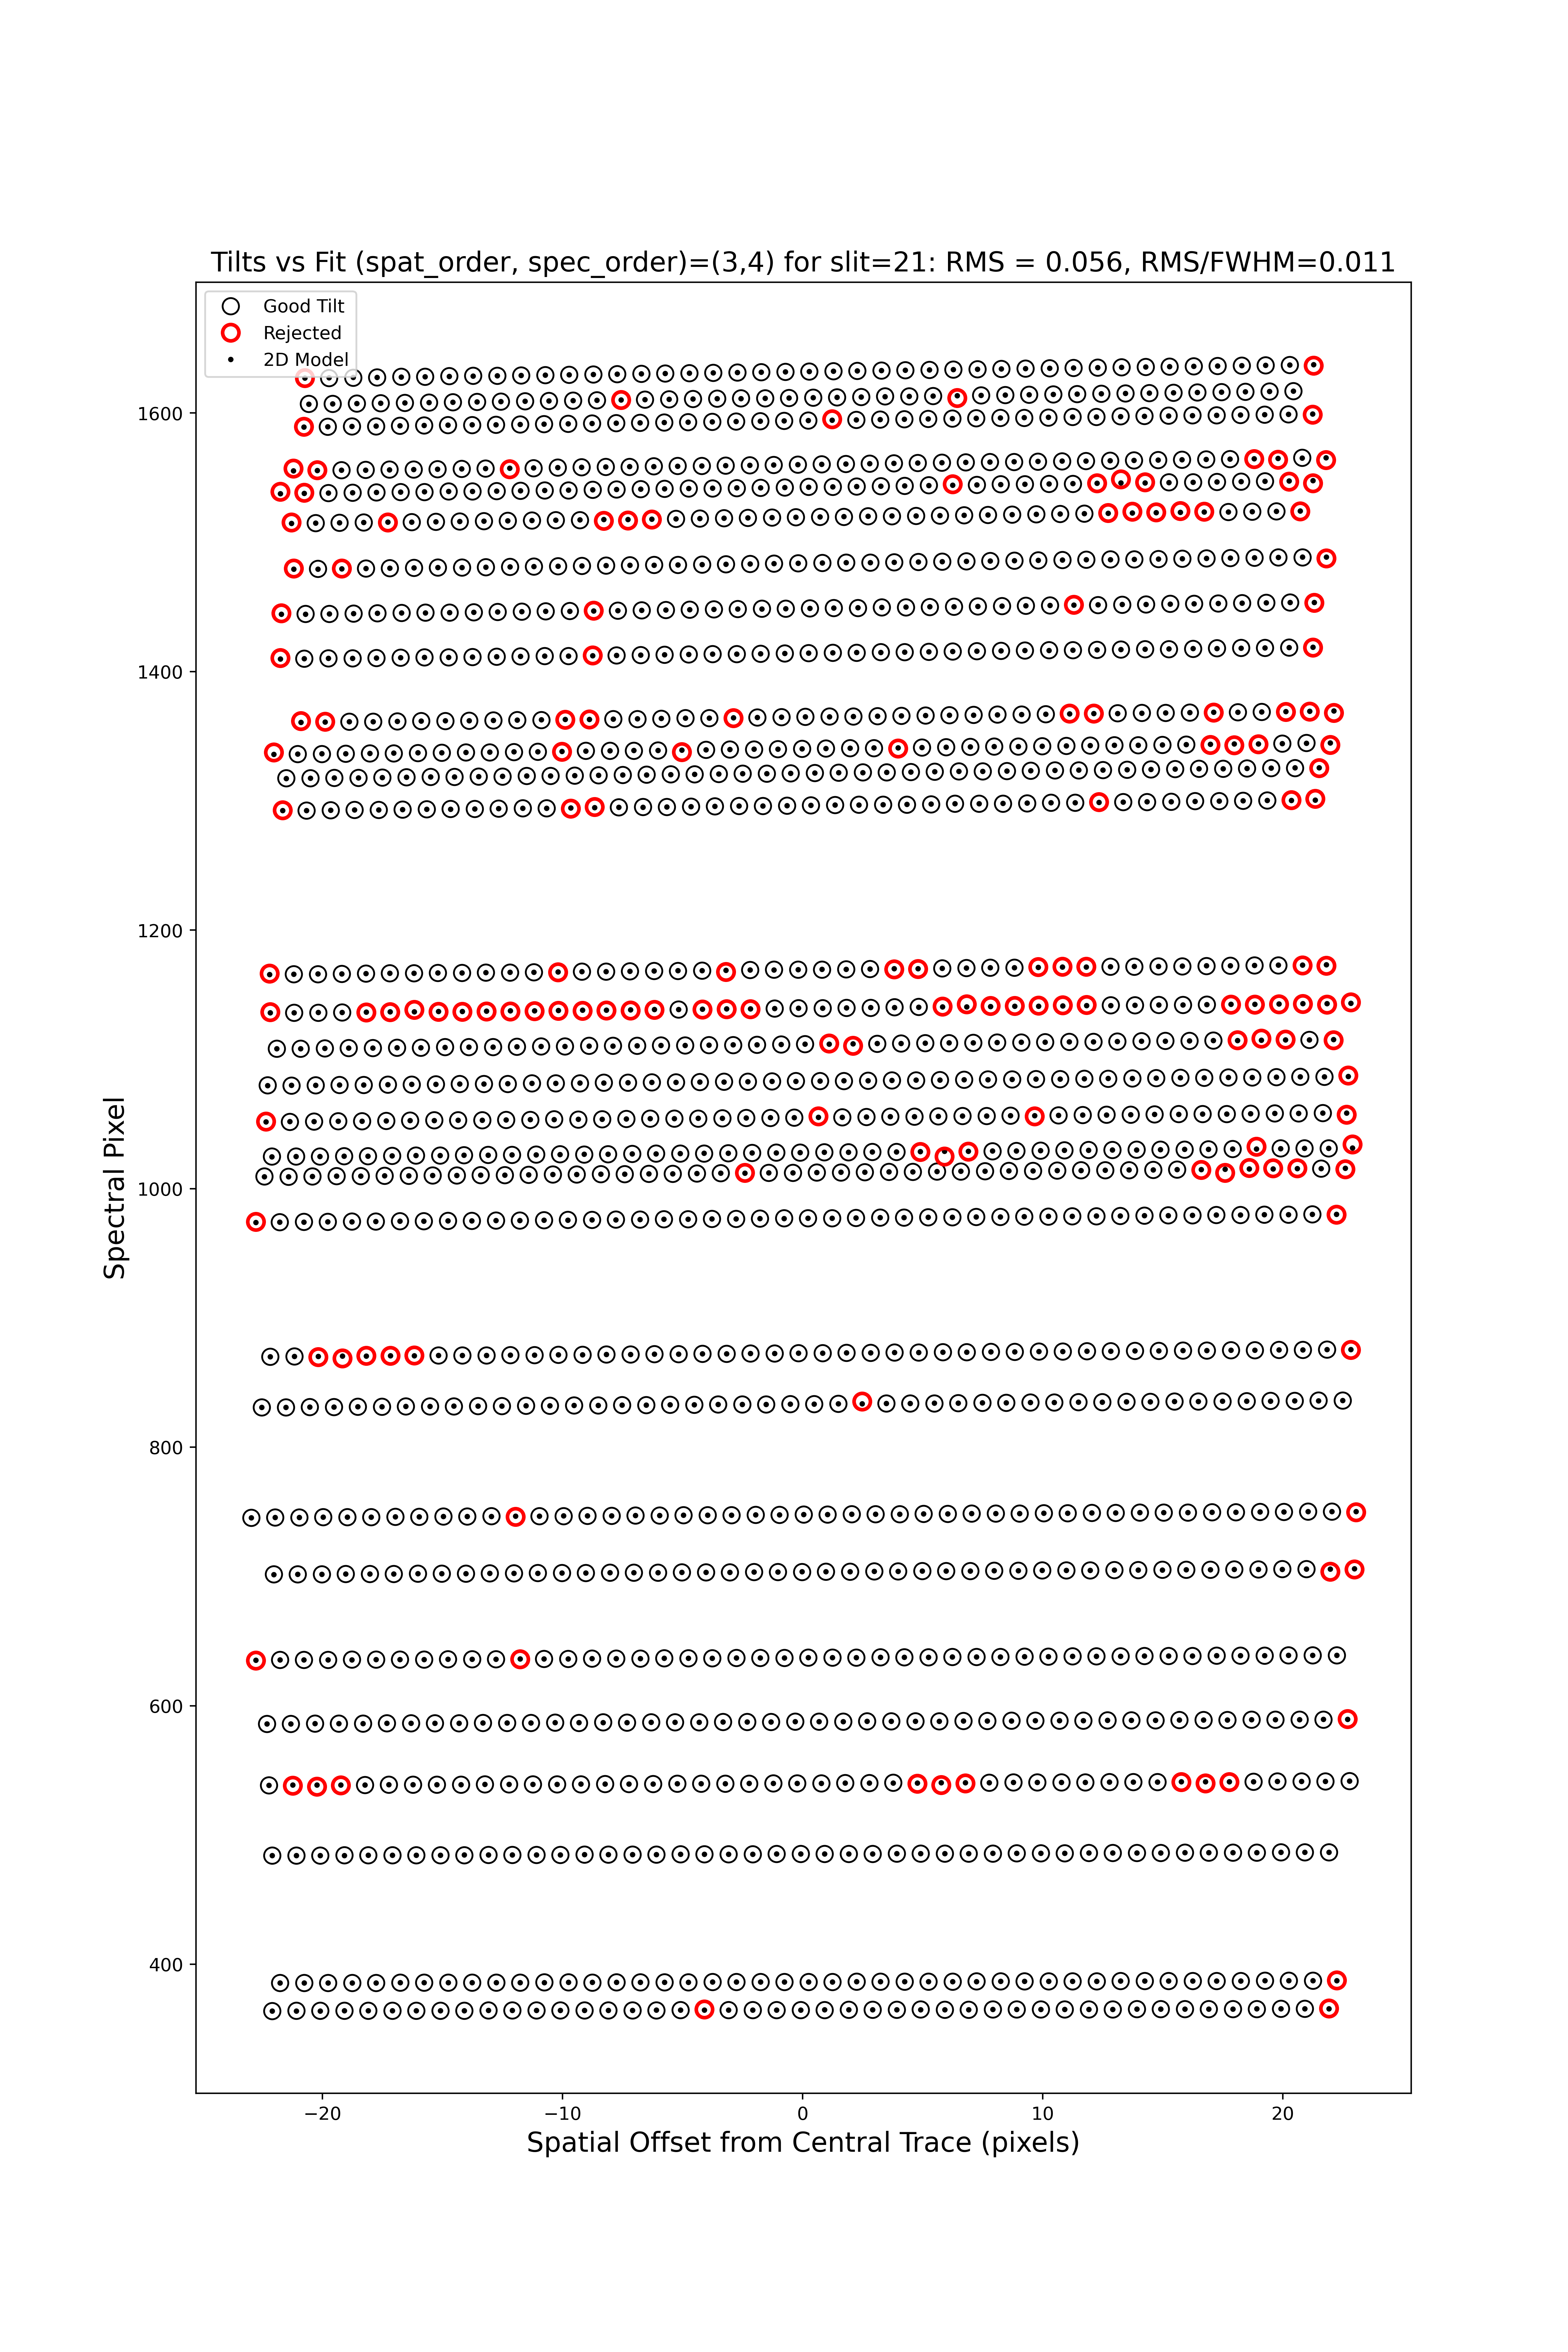 Tilts vs Fit (spat_order, spec_order)=(3,4) for slit=21: RMS = 0.056, RMS/FWHM=0.011
Good Tilt
Rejected
2D Model
1600
1400
1200
1000
800
600
400
Spectral Pixel
−20
−10
0
10
20
Spatial Offset from Central Trace (pixels)